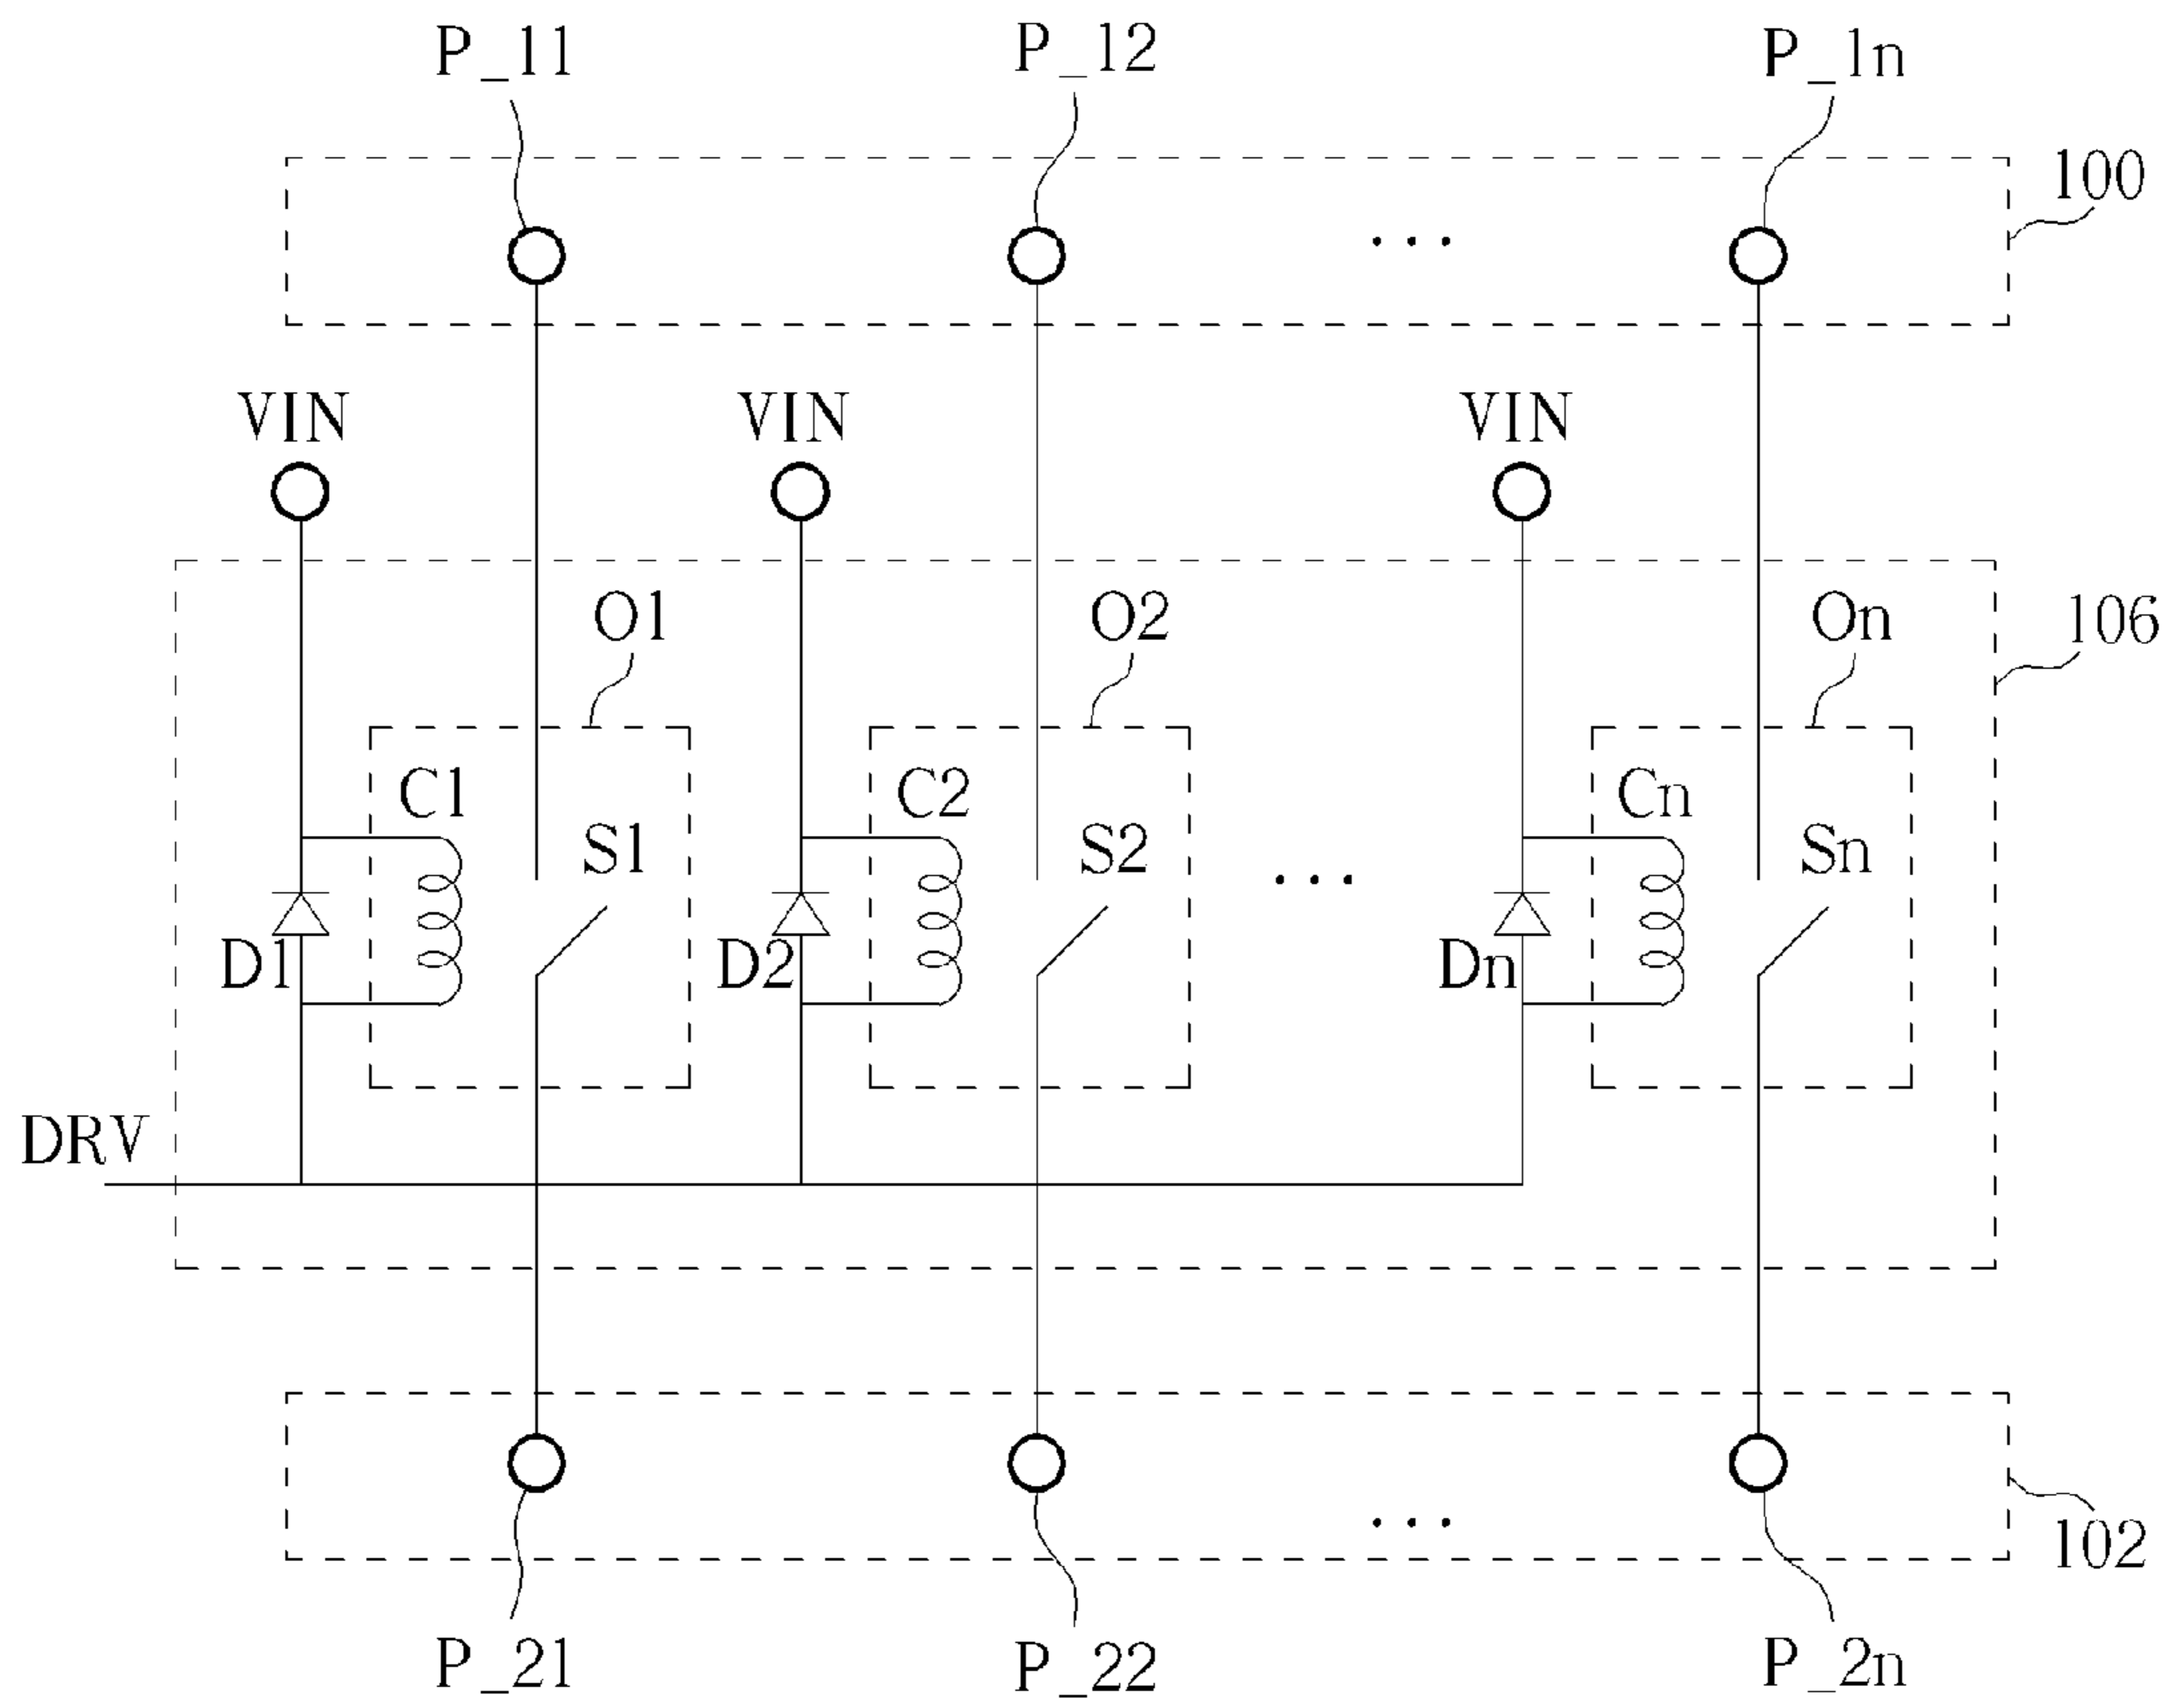 P_11 P_12 P_1n
100
VIN VIN VIN
O1 O2 On
106
C1 C2 Cn
S1 S2 Sn
...
D1 D2 Dn
DRV
...
...
102
P_21 P_22 P_2n